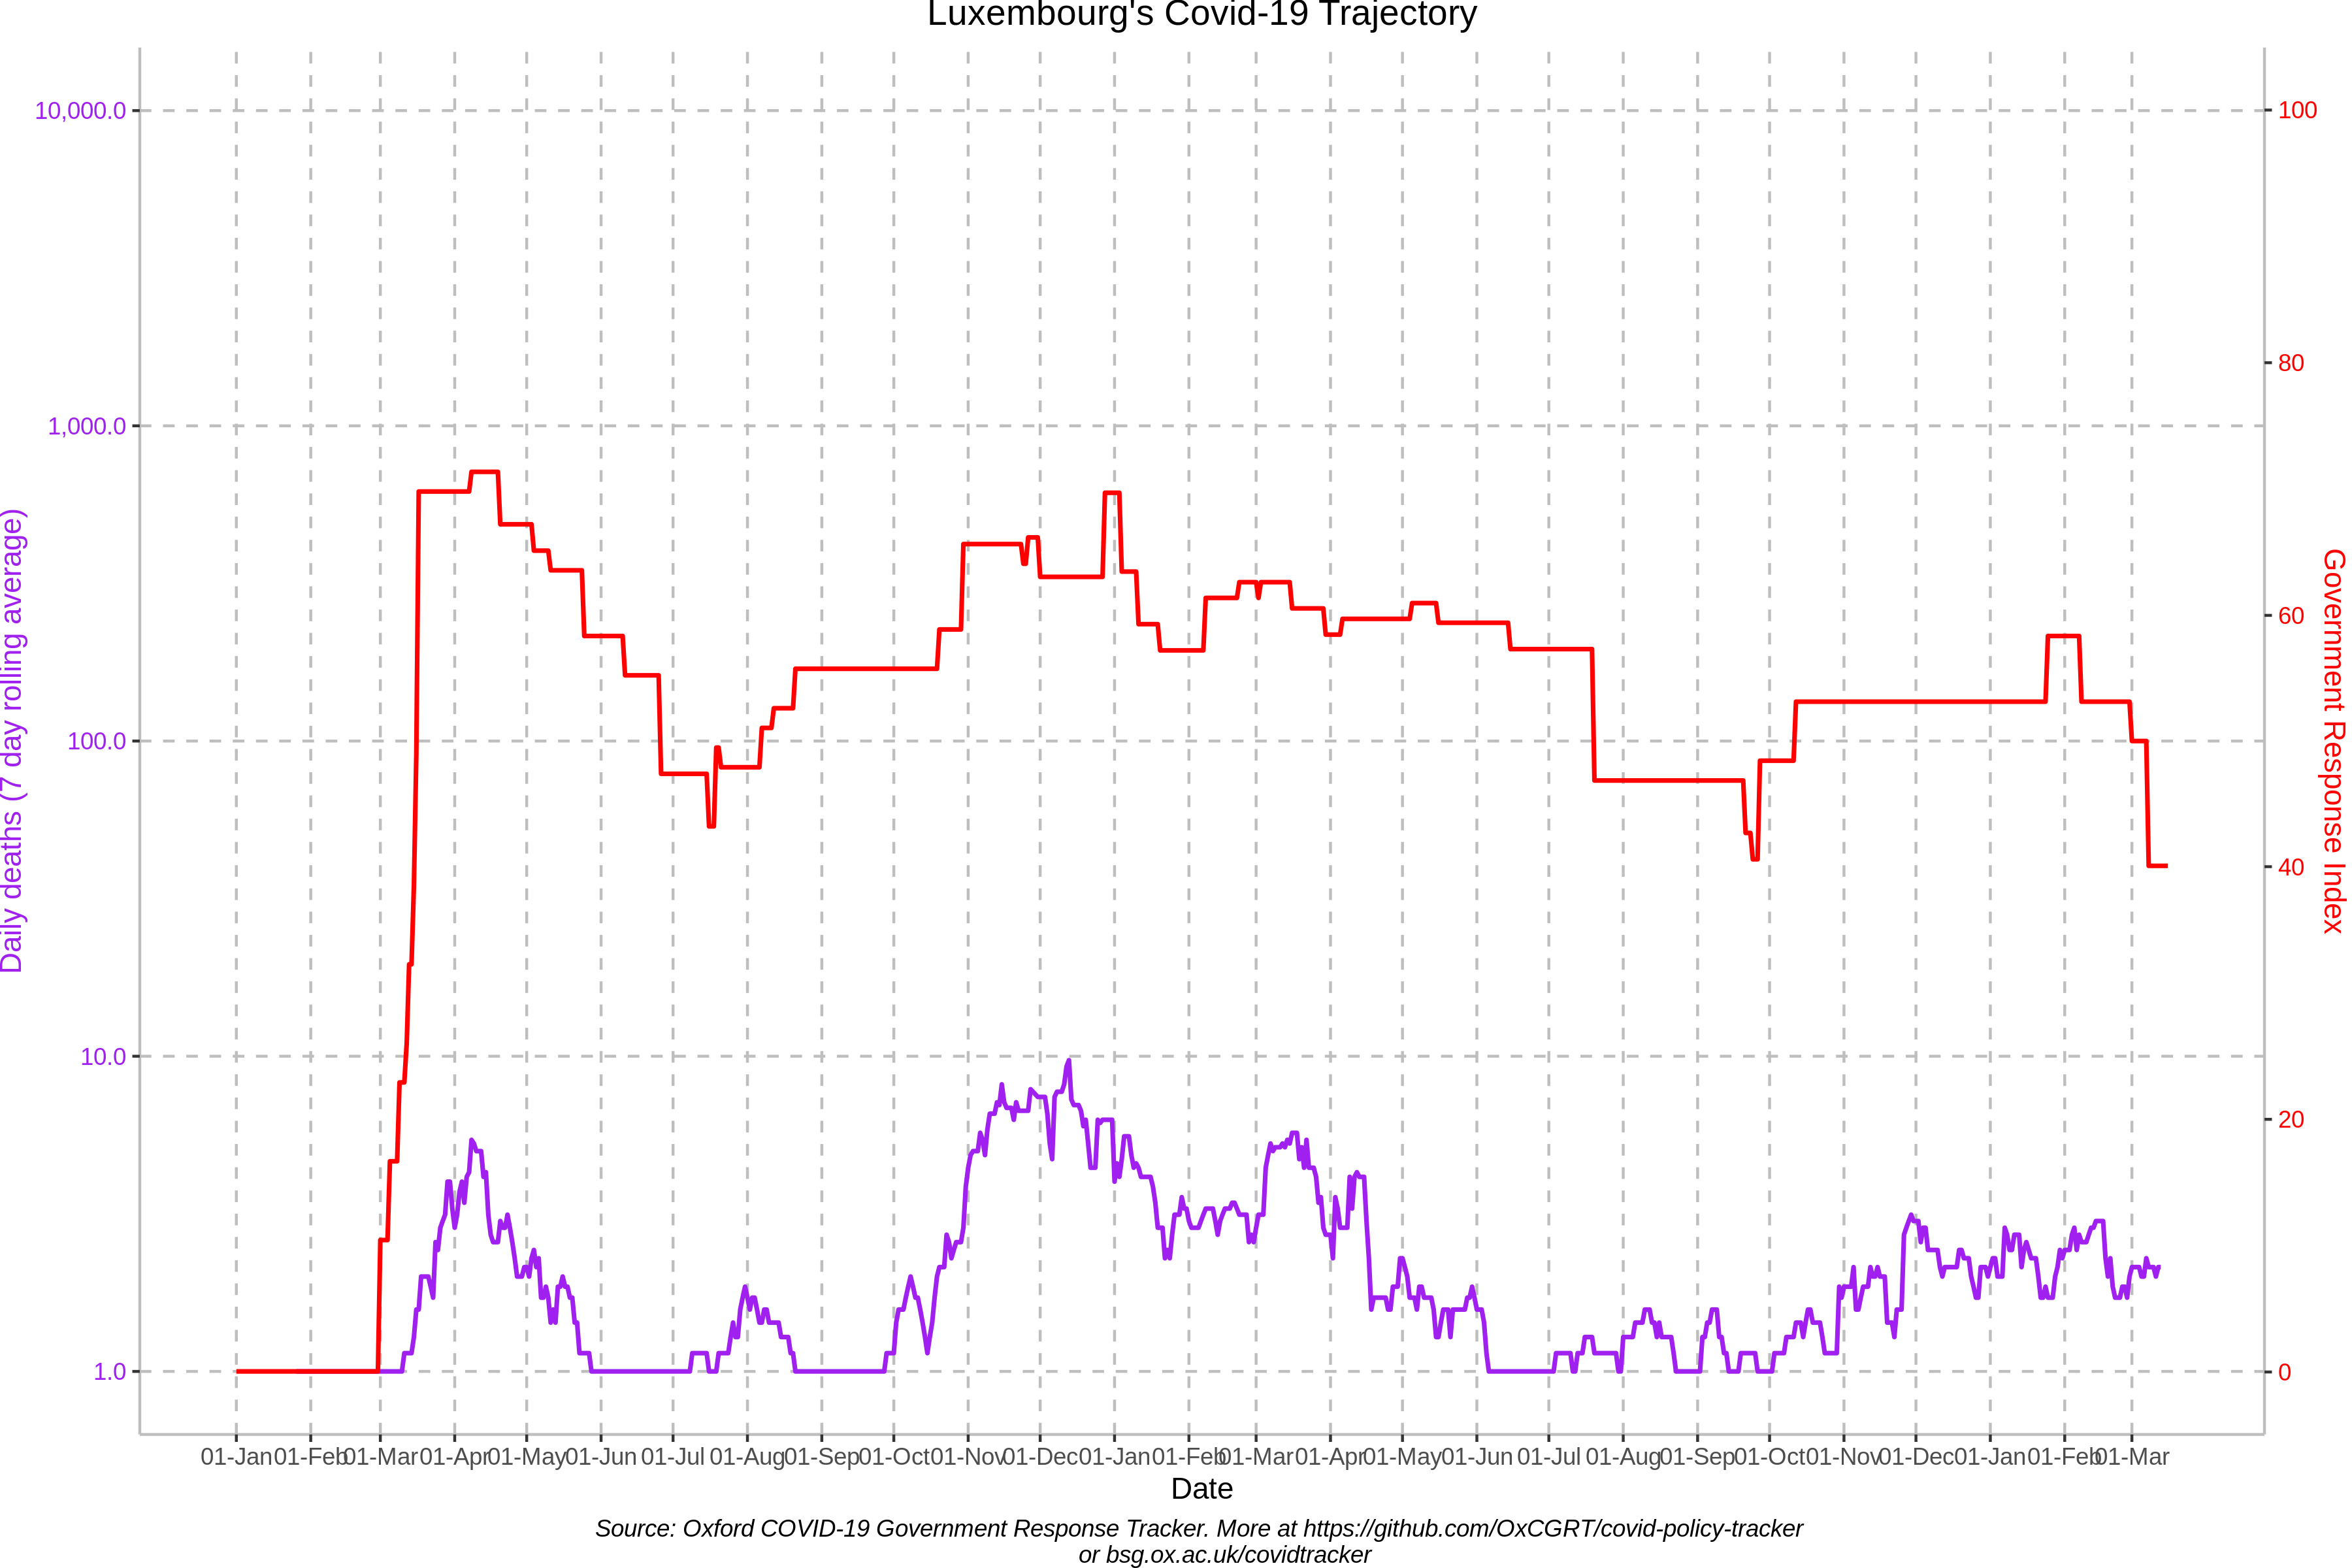 Luxembourg's Covid-19 Trajectory
10,000.0
1,000.0
100.0
10.0
1.0
Daily deaths (7 day rolling average)
100
80
60
40
20
0
Government Response Index
01-Jan 01-Feb 01-Mar 01-Apr 01-May 01-Jun 01-Jul 01-Aug 01-Sep 01-Oct 01-Nov 01-Dec 01-Jan 01-Feb 01-Mar 01-Apr 01-May 01-Jun 01-Jul 01-Aug 01-Sep 01-Oct 01-Nov 01-Dec 01-Jan 01-Feb 01-Mar
Date
Source: Oxford COVID-19 Government Response Tracker. More at https://github.com/OxCGRT/covid-policy-tracker
or bsg.ox.ac.uk/covidtracker